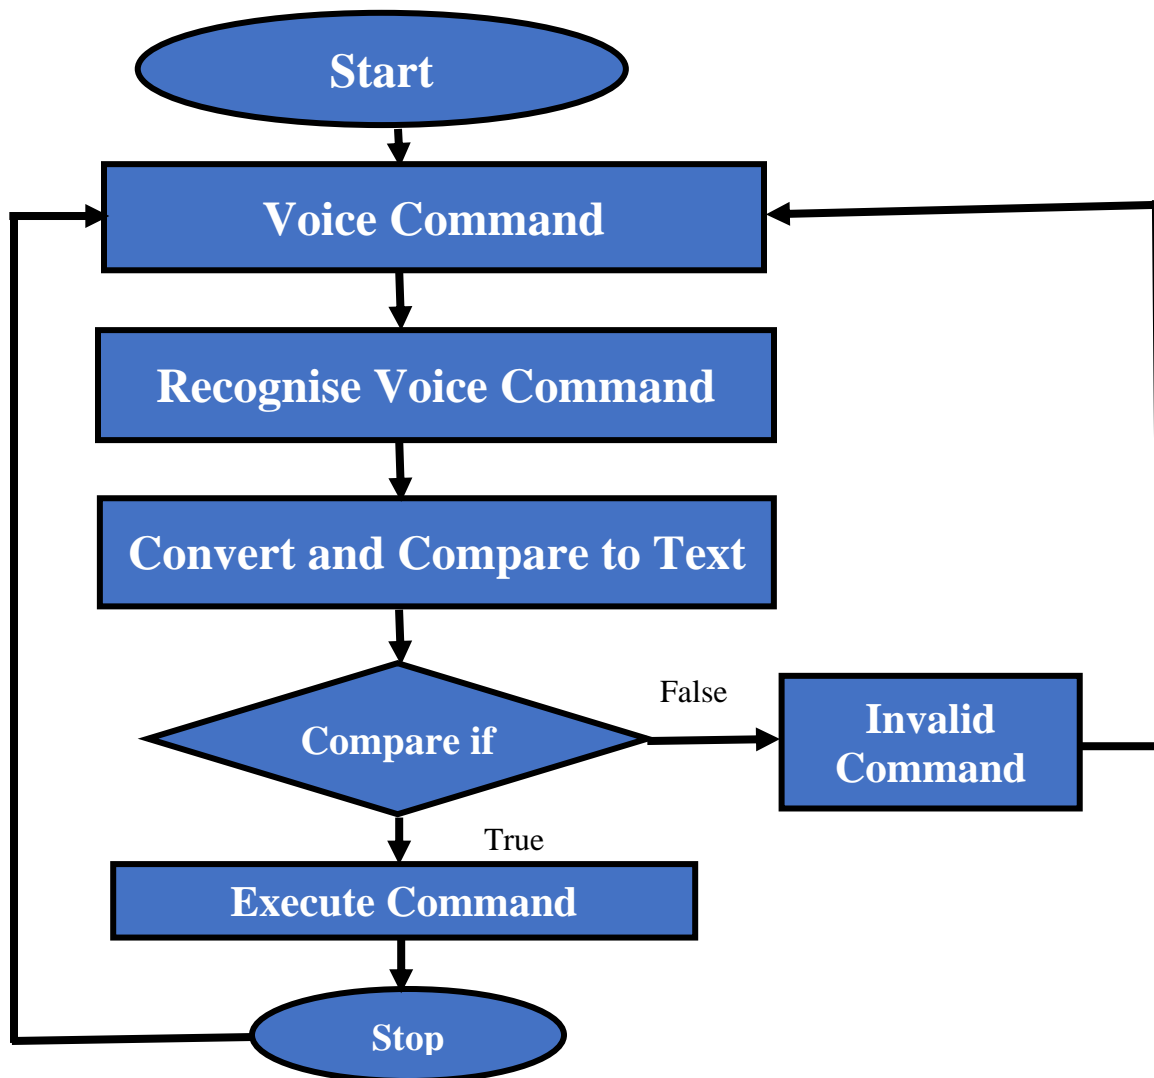 Start
Voice Command
Recognise Voice Command
Convert and Compare to Text
Compare if
False
Invalid
Command
True
Execute Command
Stop